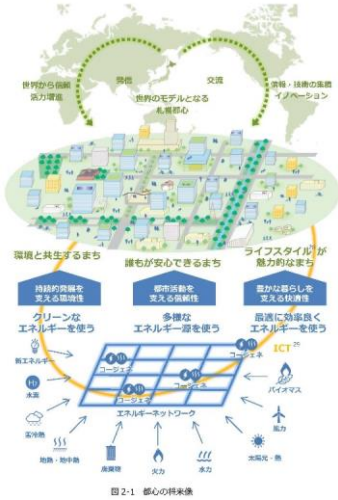 世界から信頼
活力増進
発信
交流
情報・技術の集積
イノベーション
世界のモデルとなる
札幌都心
環境と共生するまち
誰もが安心できるまち
ライフスタイルが
魅力的なまち
持続的発展を
支える環境性
都市活動を
支える信頼性
豊かな暮らしを
支える快適性
クリーンな
エネルギーを使う
多様な
エネルギー源を使う
最適に効率良く
エネルギーを使う
ICT
コージェネ
コージェネ
コージェネ
エネルギーネットワーク
新エネルギー
水素
雪冷熱
地熱・地中熱
廃棄物
火力
水力
太陽光・熱
風力
バイオマス
図2-1 都心の将来像